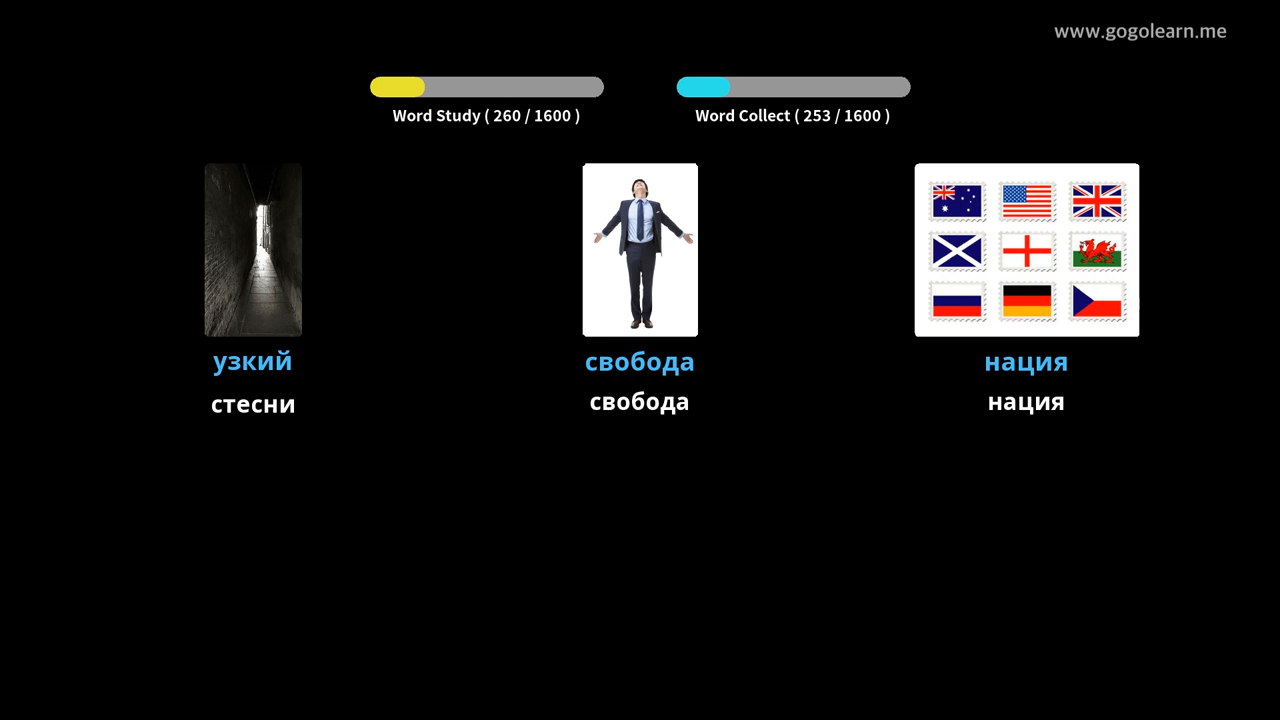 www.gogolearn.me
Word Study ( 260 / 1600 )
Word Collect ( 253 / 1600 )
узкий
свобода
нация
стесни
свобода
нация